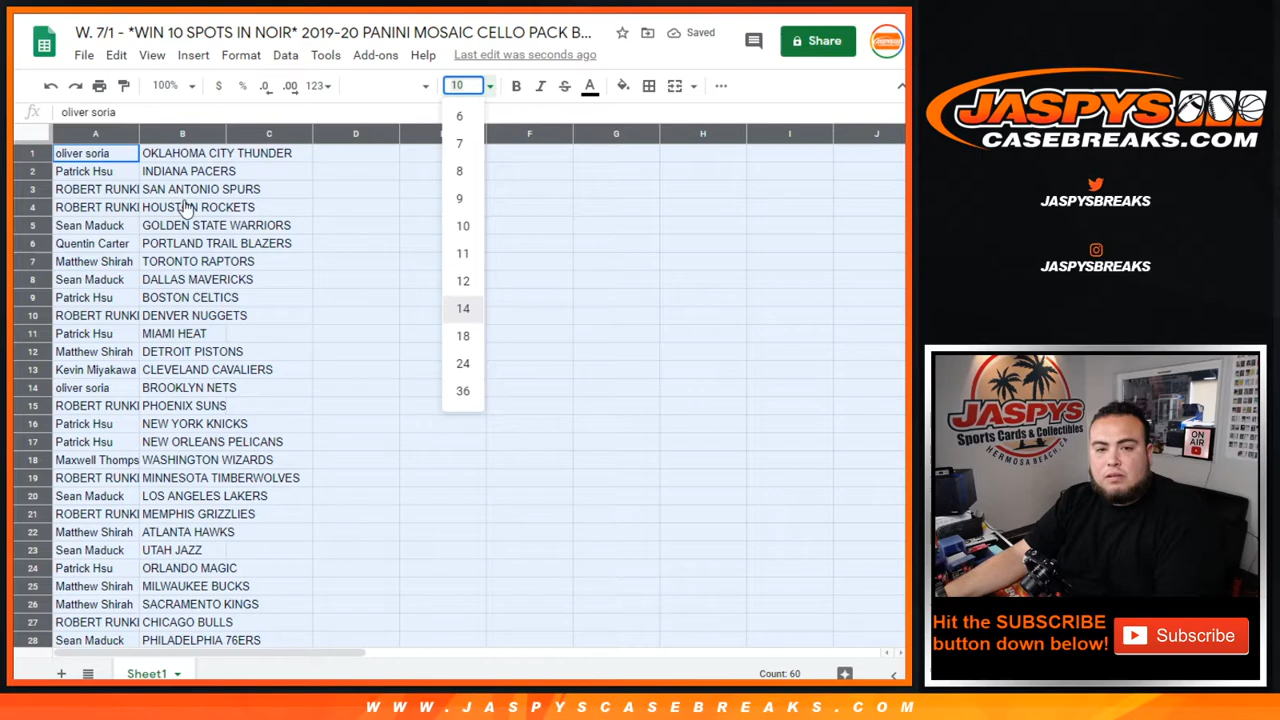 W. 7/1 - *WIN 10 SPOTS IN NOIR* 2019-20 PANINI MOSAIC CELLO PACK B...
Saved
Share
File Edit View Insert Format Data Tools Add-ons Help Last edit was seconds ago
100% $ % .0 .00 123 10 B I S A
fx oliver soria
A B C D F G H I J
1 oliver soria OKLAHOMA CITY THUNDER
2 Patrick Hsu INDIANA PACERS
3 ROBERT RUNKI SAN ANTONIO SPURS
4 ROBERT RUNKI HOUSTON ROCKETS
5 Sean Maduck GOLDEN STATE WARRIORS
6 Quentin Carter PORTLAND TRAIL BLAZERS
7 Matthew Shirah TORONTO RAPTORS
8 Sean Maduck DALLAS MAVERICKS
9 Patrick Hsu BOSTON CELTICS
10 ROBERT RUNKI DENVER NUGGETS
11 Patrick Hsu MIAMI HEAT
12 Matthew Shirah DETROIT PISTONS
13 Kevin Miyakawa CLEVELAND CAVALIERS
14 oliver soria BROOKLYN NETS
15 ROBERT RUNKI PHOENIX SUNS
16 Patrick Hsu NEW YORK KNICKS
17 Patrick Hsu NEW ORLEANS PELICANS
18 Maxwell Thomps WASHINGTON WIZARDS
19 ROBERT RUNKI MINNESOTA TIMBERWOLVES
20 Sean Maduck LOS ANGELES LAKERS
21 ROBERT RUNKI MEMPHIS GRIZZLIES
22 Matthew Shirah ATLANTA HAWKS
23 Sean Maduck UTAH JAZZ
24 Patrick Hsu ORLANDO MAGIC
25 Matthew Shirah MILWAUKEE BUCKS
26 Matthew Shirah SACRAMENTO KINGS
27 ROBERT RUNKI CHICAGO BULLS
28 Sean Maduck PHILADELPHIA 76ERS
6
7
8
9
10
11
12
14
18
24
36
Sheet1
Count: 60
JASPYS
CASEBREAKS.COM
JASPYSBREAKS
JASPYSBREAKS
JASPYS
Sports Cards & Collectibles
HERMOSA BEACH, CA
ON AIR
Hit the SUBSCRIBE
button down below!
Subscribe
WWW.JASPYSCASEBREAKS.COM